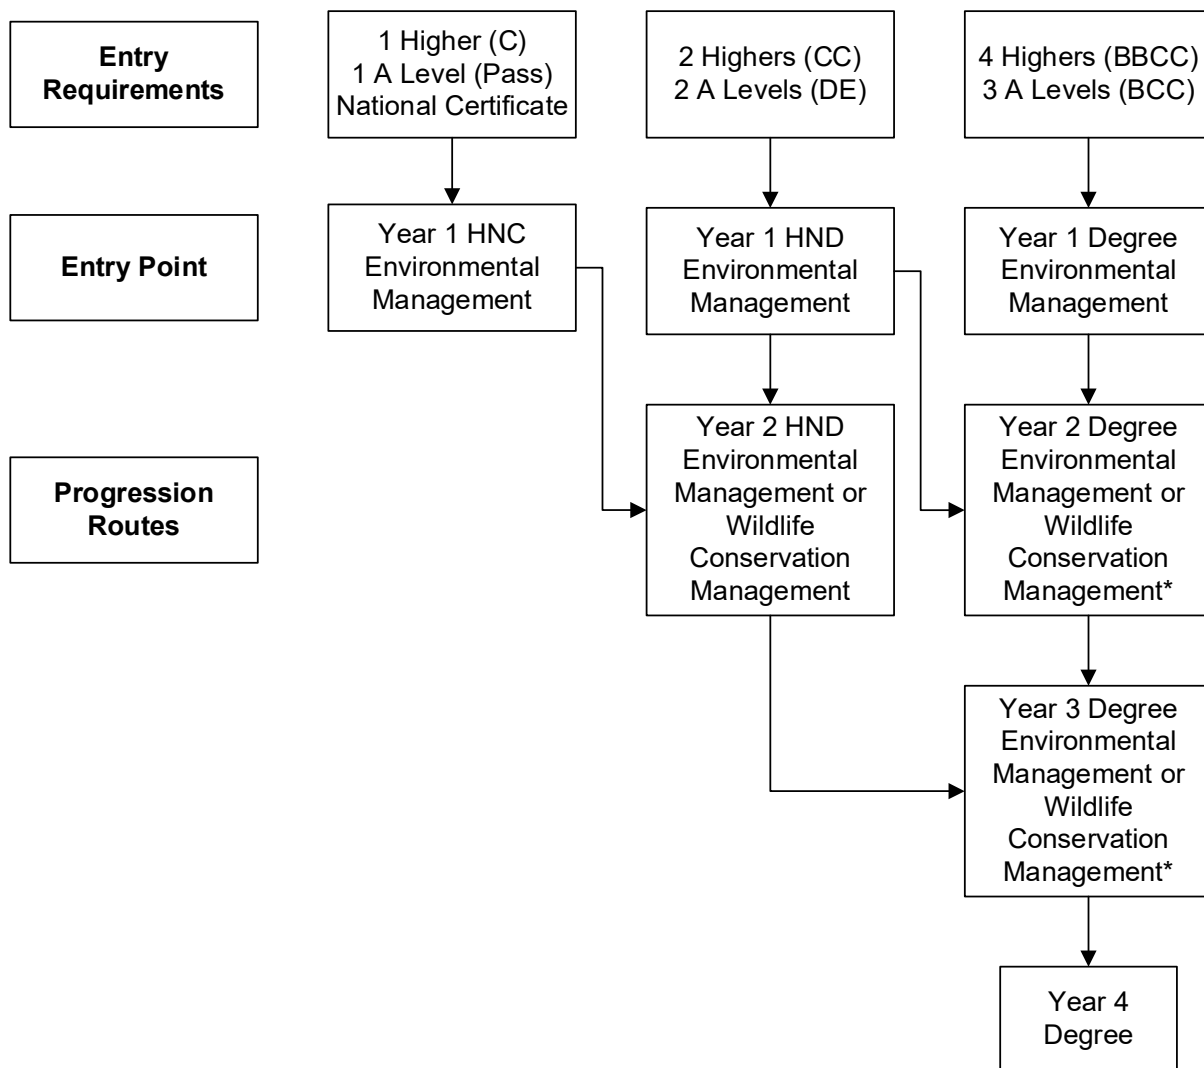 Entry
Requirements
1 Higher (C)
1 A Level (Pass)
National Certificate
2 Highers (CC)
2 A Levels (DE)
4 Highers (BBCC)
3 A Levels (BCC)
Entry Point
Year 1 HNC
Environmental
Management
Year 1 HND
Environmental
Management
Year 1 Degree
Environmental
Management
Progression
Routes
Year 2 HND
Environmental
Management or
Wildlife
Conservation
Management
Year 2 Degree
Environmental
Management or
Wildlife
Conservation
Management*
Year 3 Degree
Environmental
Management or
Wildlife
Conservation
Management*
Year 4
Degree